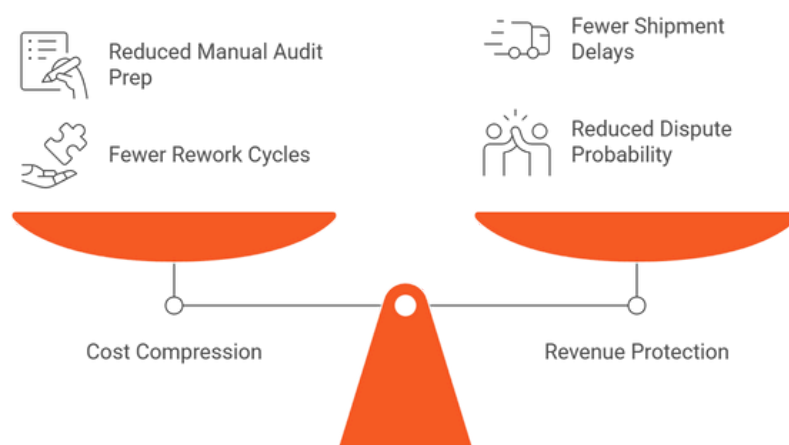 Reduced Manual Audit
Prep
Fewer Rework Cycles
Fewer Shipment
Delays
Reduced Dispute
Probability
Cost Compression
Revenue Protection